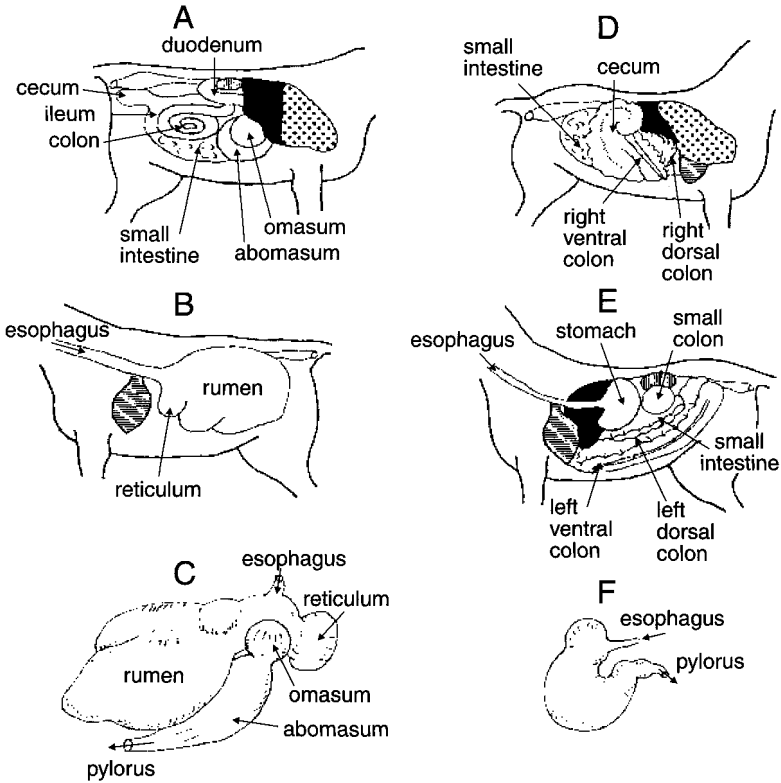 A
duodenum
cecum
ileum
colon
small
intestine
omasum
abomasum
B
esophagus
rumen
reticulum
C
esophagus
reticulum
rumen
omasum
abomasum
pylorus
D
small
intestine
cecum
right
ventral
colon
right
dorsal
colon
E
esophagus
stomach
small
colon
small
intestine
left
ventral
colon
left
dorsal
colon
F
esophagus
pylorus